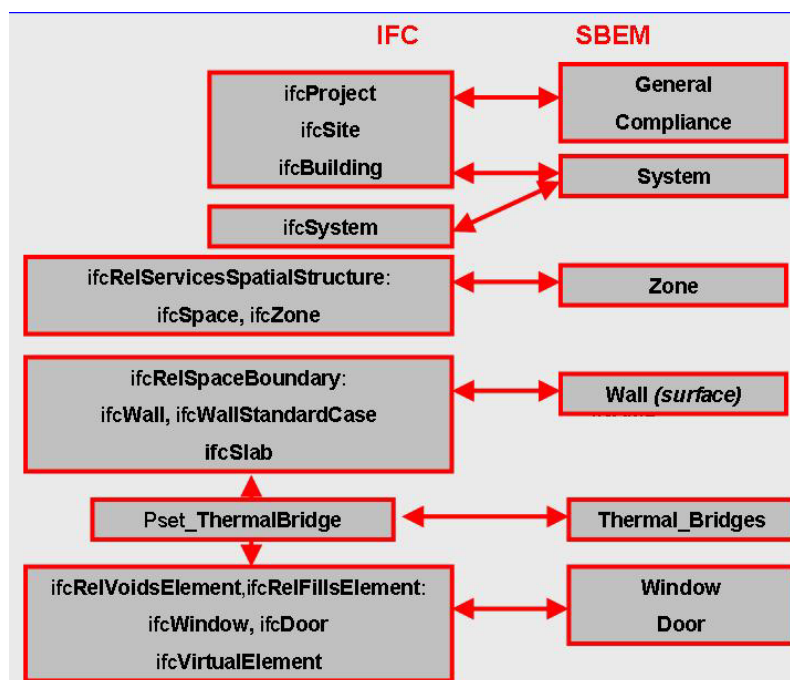 IFC SBEM
ifcProject
ifcSite
ifcBuilding
General
Compliance
System
ifcSystem
ifcRelServicesSpatialStructure:
ifcSpace, ifcZone
Zone
ifcRelSpaceBoundary:
ifcWall, ifcWallStandardCase
ifcSlab
Wall (surface)
Pset_ThermalBridge
Thermal_Bridges
ifcRelVoidsElement,ifcRelFillsElement:
ifcWindow, ifcDoor
ifcVirtualElement
Window
Door